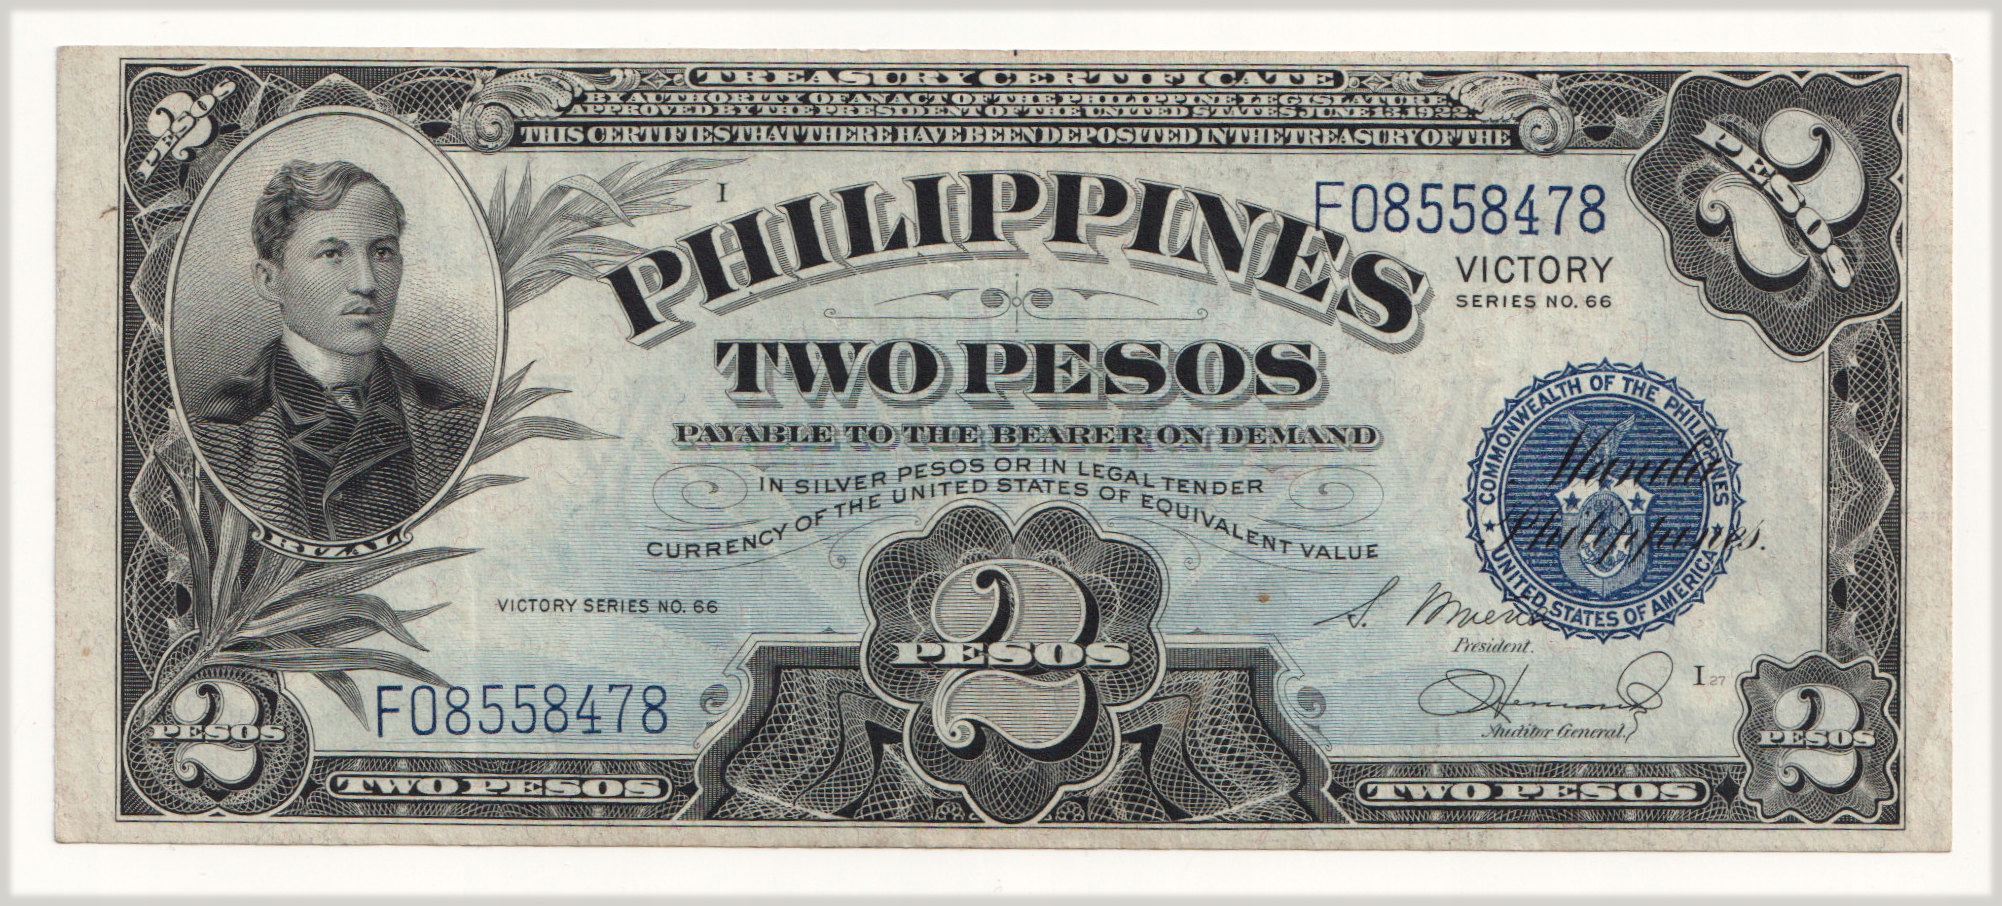 TREASURY CERTIFICATE
BY AUTHORITY OF AN ACT OF THE PHILIPPINE LEGISLATURE
APPROVED BY THE PRESIDENT OF THE UNITED STATES JUNE 13, 1922
THIS CERTIFIES THAT THERE HAVE BEEN DEPOSITED IN THE TREASURY OF THE
2 PESOS
2 PESOS
I
PHILIPPINES
F08558478
VICTORY
SERIES NO. 66
TWO PESOS
PAYABLE TO THE BEARER ON DEMAND
IN SILVER PESOS OR IN LEGAL TENDER
CURRENCY OF THE UNITED STATES OF EQUIVALENT VALUE
COMMONWEALTH OF THE PHILIPPINES
UNITED STATES OF AMERICA
Manila
Philippines.
RIZAL
VICTORY SERIES NO. 66
S.
President.
I 27
Auditor General.
F08558478
2 PESOS
2 PESOS
2 PESOS
TWO PESOS
TWO PESOS